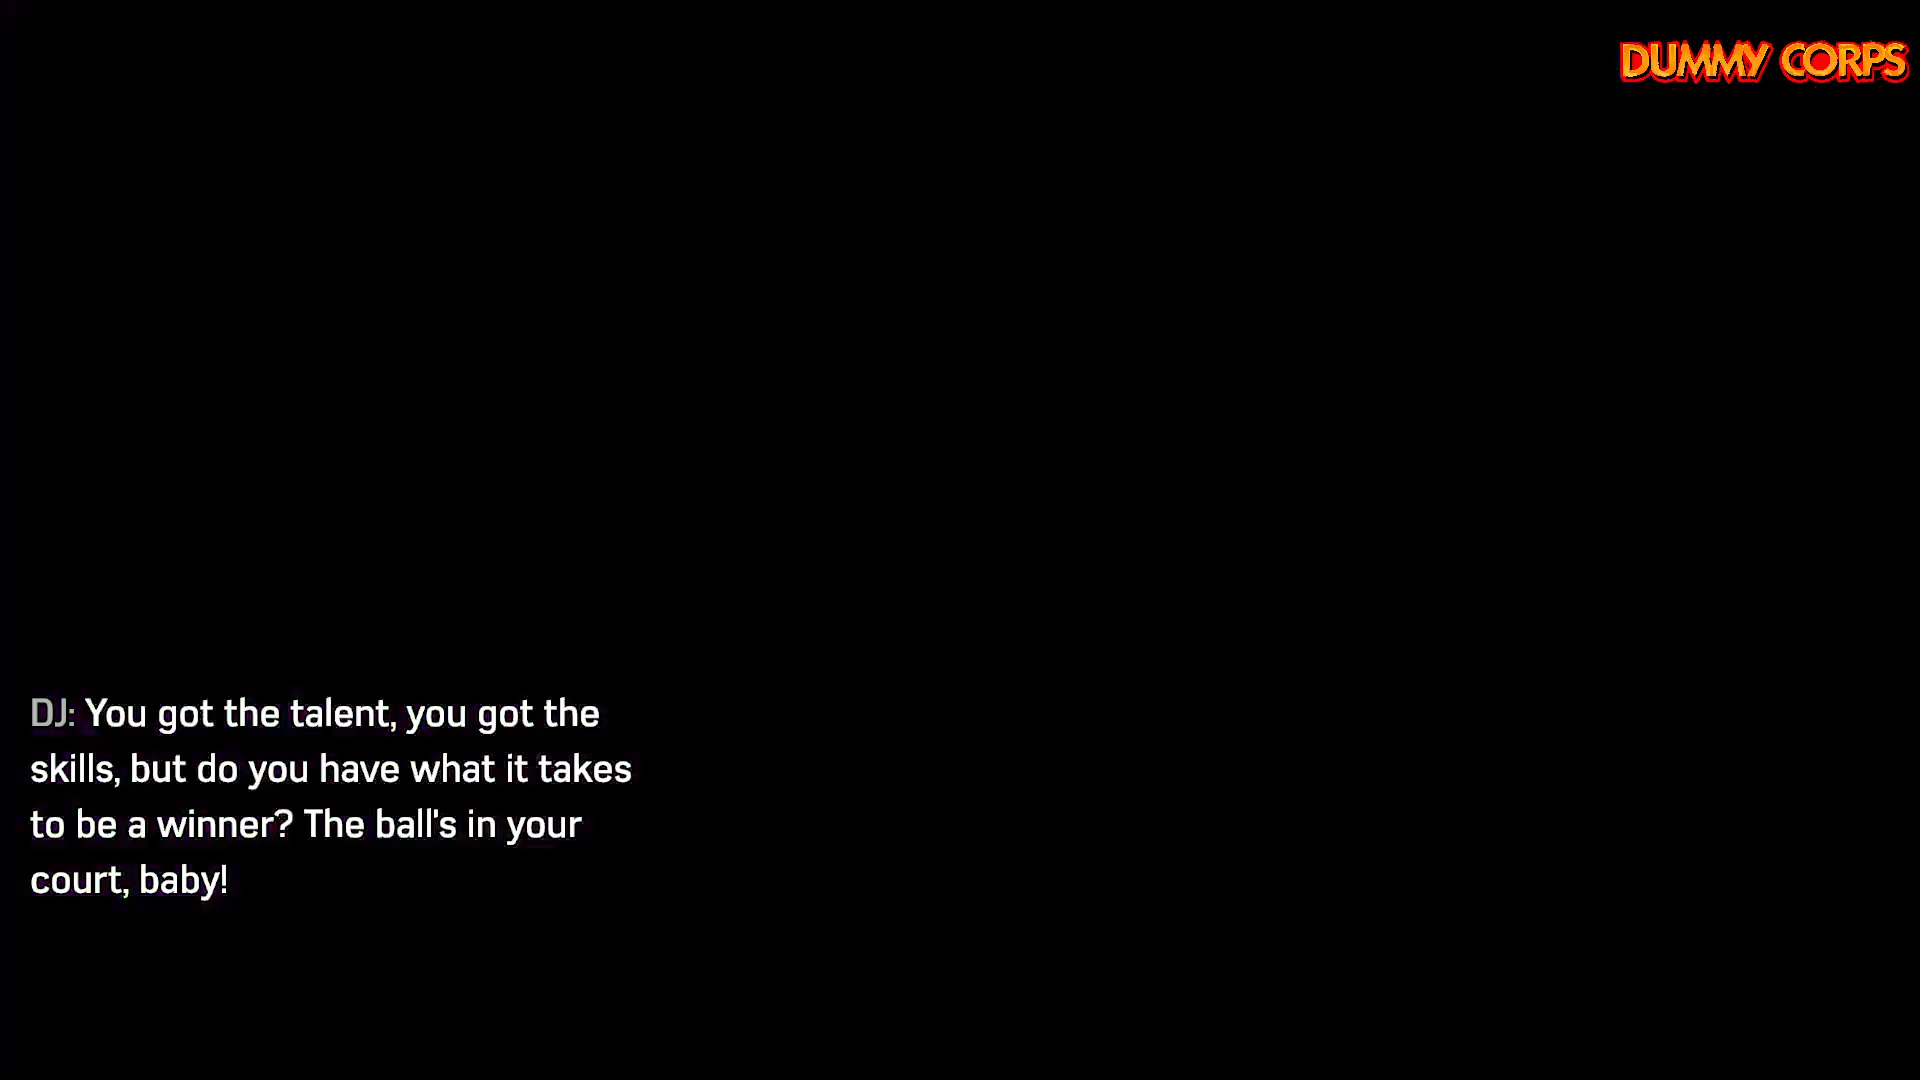 DUMMY CORPS
DJ: You got the talent, you got the
skills, but do you have what it takes
to be a winner? The ball's in your
court, baby!